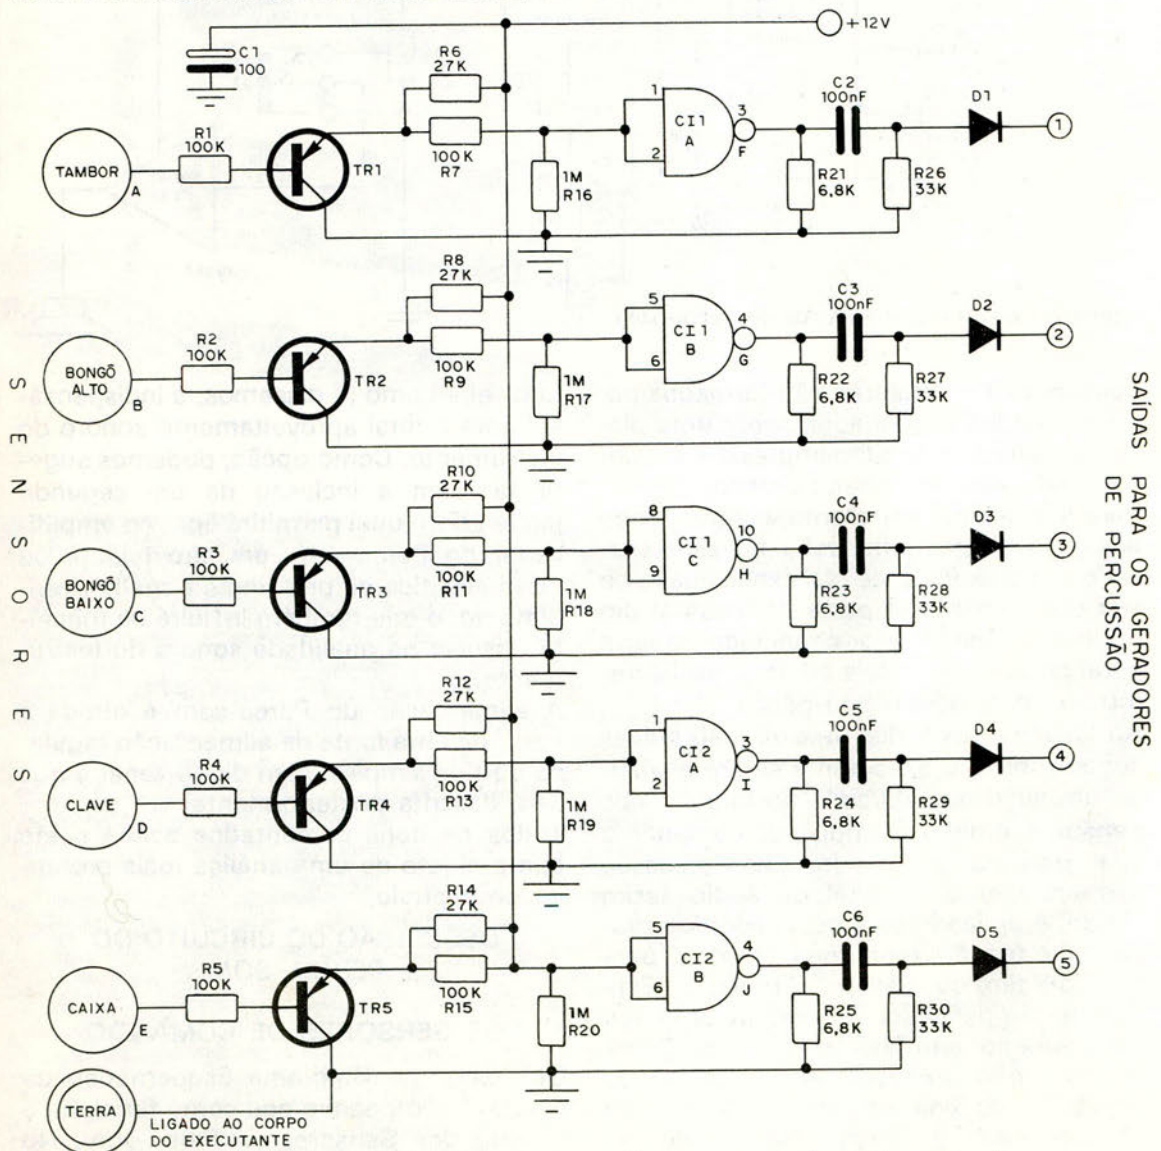 +12V
C1
100
R6
27K
R1
100K
TAMBOR
A
TR1
100K
R7
1M
R16
1
2
CI1
A
3
F
C2
100nF
R21
6,8K
R26
33K
D1
1
R8
27K
R2
100K
BONGÔ
ALTO
B
TR2
100K
R9
1M
R17
5
6
CI1
B
G
C3
100nF
R22
6,8K
R27
33K
D2
2
R10
27K
R3
100K
BONGÔ
BAIXO
C
TR3
100K
R11
1M
R18
8
9
CI1
C
10
H
C4
100nF
R23
6,8K
R28
33K
D3
3
R12
27K
R4
100K
CLAVE
D
TR4
100K
R13
1M
R19
1
2
CI2
A
3
I
C5
100nF
R24
6,8K
R29
33K
D4
4
R14
27K
R5
100K
CAIXA
E
TR5
100K
R15
1M
R20
5
6
CI2
B
4
J
C6
100nF
R25
6,8K
R30
33K
D5
5
TERRA
LIGADO AO CORPO
DO EXECUTANTE
SENSORES
SAÍDAS PARA OS GERADORES
DE PERCUSSÃO